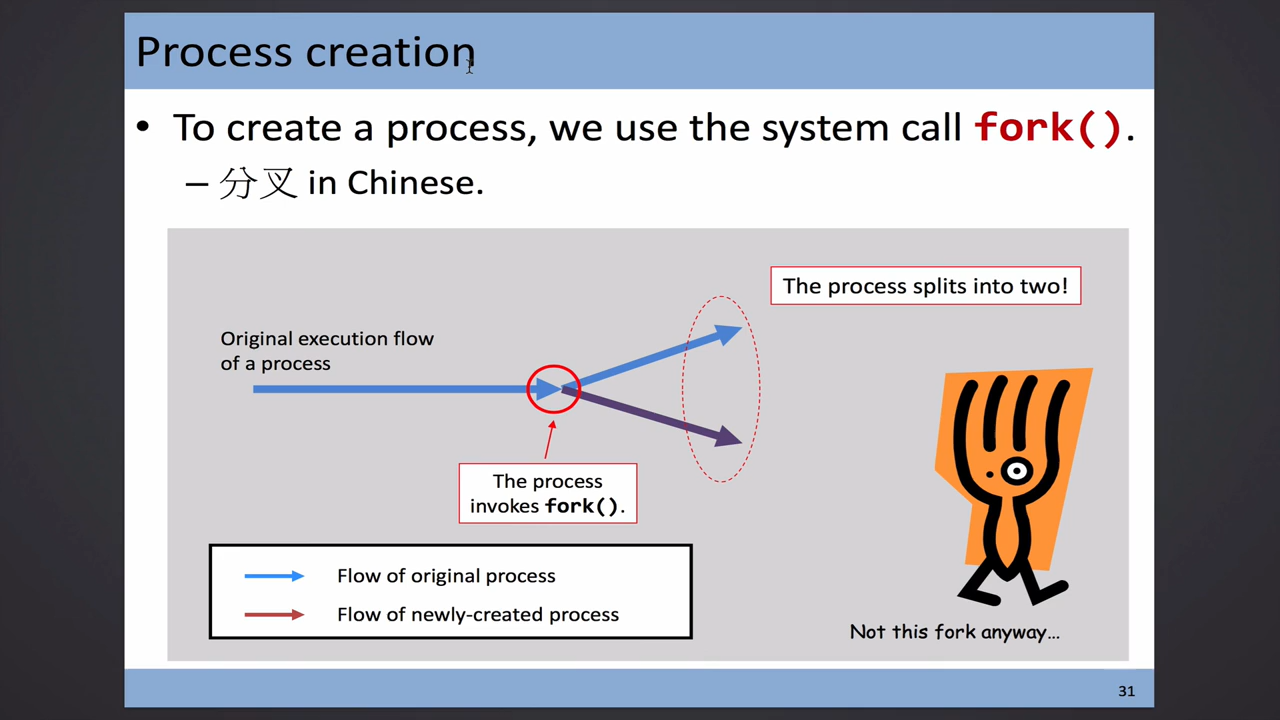 Process creation
• To create a process, we use the system call fork().
– 分叉 in Chinese.
The process splits into two!
Original execution flow
of a process
The process
invokes fork().
Flow of original process
Flow of newly-created process
Not this fork anyway…
31